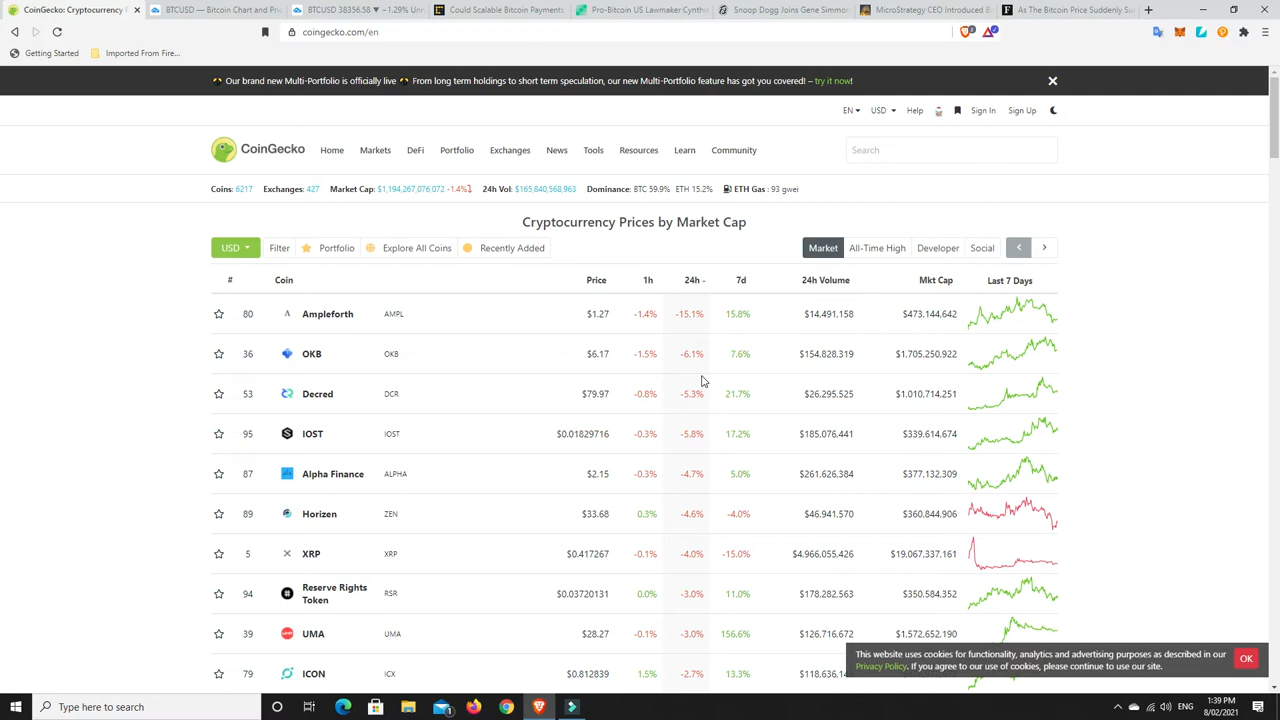 CoinGecko: Cryptocurrency P
BTCUSD — Bitcoin Chart and Pric
BTCUSD 38356.58 ▼ −1.29% Unn
Could Scalable Bitcoin Payments
Pro-Bitcoin US Lawmaker Cynthia
Snoop Dogg Joins Gene Simmon
MicroStrategy CEO Introduced B
As The Bitcoin Price Suddenly Su
coingecko.com/en
Getting Started
Imported From Fire...
Our brand new Multi-Portfolio is officially live From long term holdings to short term speculation, our new Multi-Portfolio feature has got you covered! – try it now!
EN USD Help Sign In Sign Up
CoinGecko Home Markets DeFi Portfolio Exchanges News Tools Resources Learn Community Search
Coins: 6217 Exchanges: 427 Market Cap: $1,194,267,076,072 -1.4% 24h Vol: $165,840,568,963 Dominance: BTC 59.9% ETH 15.2% ETH Gas: 93 gwei
Cryptocurrency Prices by Market Cap
USD Filter Portfolio Explore All Coins Recently Added Market All-Time High Developer Social < >
# Coin Price 1h 24h 7d 24h Volume Mkt Cap Last 7 Days
80 Ampleforth AMPL $1.27 -1.4% -15.1% 15.8% $14,491,158 $473,144,642
36 OKB OKB $6.17 -1.5% -6.1% 7.6% $154,828,319 $1,705,250,922
53 Decred DCR $79.97 -0.8% -5.3% 21.7% $26,295,525 $1,010,714,251
95 IOST IOST $0.01829716 -0.3% -5.8% 17.2% $185,076,441 $339,614,674
87 Alpha Finance ALPHA $2.15 -0.3% -4.7% 5.0% $261,626,384 $377,132,309
89 Horizen ZEN $33.68 0.3% -4.6% -4.0% $46,941,570 $360,844,906
5 XRP XRP $0.417267 -0.1% -4.0% -15.0% $4,966,055,426 $19,067,337,161
94 Reserve Rights
Token RSR $0.03720131 0.0% -3.0% 11.0% $178,282,563 $350,584,352
39 UMA UMA $28.27 -0.1% -3.0% 156.6% $126,716,672 $1,572,652,190
79 ICON ICX $0.812839 1.5% -2.7% 13.3% $118,636,1
This website uses cookies for functionality, analytics and advertising purposes as described in our
Privacy Policy. If you agree to our use of cookies, please continue to use our site.
OK
Type here to search
ENG
1:39 PM
8/02/2021